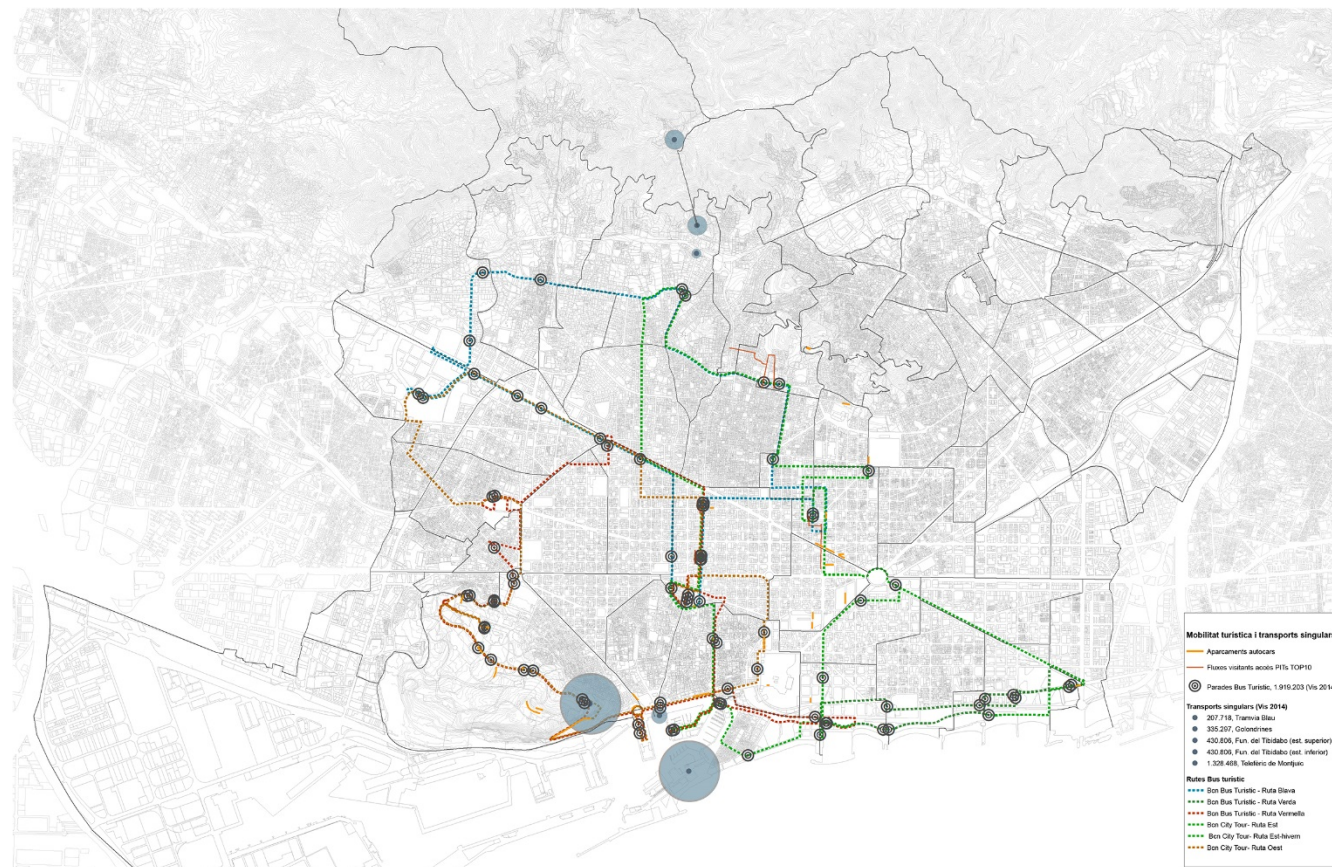 Mobilitat turística i transports singulars
Aparcaments autocars
Fluxes visitants accés PITs TOP10
Parades Bus Turístic, 1.919.203 (Vis 2014
Transports singulars (Vis 2014)
207.718, Tramvia Blau
335.297, Golondrines
430.806, Fun. del Tibidabo (est. superior)
430.806, Fun. del Tibidabo (est. inferior)
1.328.468, Telefèric de Montjuïc
Rutes Bus turístic
Bcn Bus Turístic - Ruta Blava
Bcn Bus Turístic - Ruta Verda
Bcn Bus Turístic - Ruta Vermella
Bcn City Tour- Ruta Est
Bcn City Tour- Ruta Est-hivern
Bcn City Tour- Ruta Oest